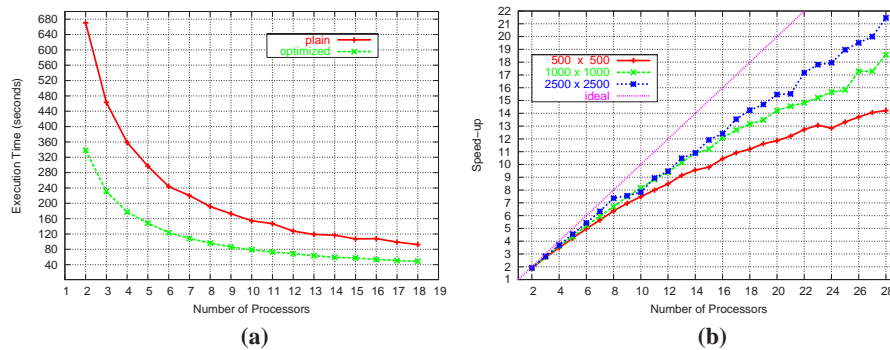 680
640
600
560
520
480
440
400
360
320
280
240
200
160
120
80
40
Execution Time (seconds)
plain
optimized
1 2 3 4 5 6 7 8 9 10 11 12 13 14 15 16 17 18 19
Number of Processors
(a)
22
21
20
19
18
17
16
15
14
13
12
11
10
9
8
7
6
5
4
3
2
1
Speed-up
500 x 500
1000 x 1000
2500 x 2500
ideal
2 4 6 8 10 12 14 16 18 20 22 24 26 28
Number of Processors
(b)